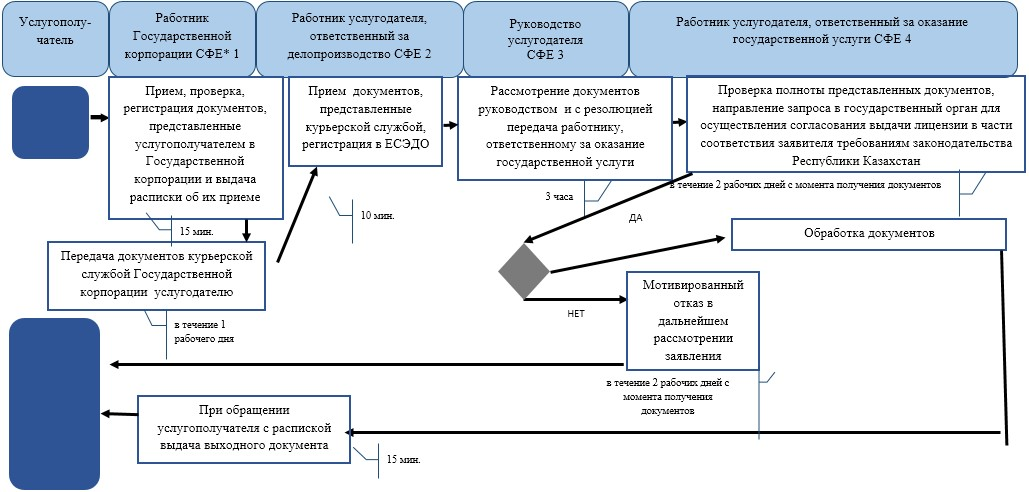 Услугополу-
чатель
Работник
Государственной
корпорации СФЕ* 1
Работник услугодателя,
ответственный за
делопроизводство СФЕ 2
Руководство
услугодателя
СФЕ 3
Работник услугодателя, ответственный за оказание
государственной услуги СФЕ 4
Прием, проверка,
регистрация документов,
представленные
услугополучателем в
Государственной
корпорации и выдача
расписки об их приеме
Прием документов,
представленные
курьерской службой,
регистрация в ЕСЭДО
Рассмотрение документов
руководством и с резолюцией
передача работнику,
ответственному за оказание
государственной услуги
Проверка полноты представленных документов,
направление запроса в государственный орган для
осуществления согласования выдачи лицензии в части
соответствия заявителя требованиям законодательства
Республики Казахстан
15 мин.
10 мин.
3 часа
в течение 2 рабочих дней с момента получения документов
ДА
Передача документов курьерской
службой Государственной
корпорации услугодателю
Обработка документов
НЕТ
Мотивированный
отказ в
дальнейшем
рассмотрении
заявления
в течение 1
рабочего дня
в течение 2 рабочих дней с
момента получения
документов
При обращении
услугополучателя с распиской
выдача выходного документа
15 мин.